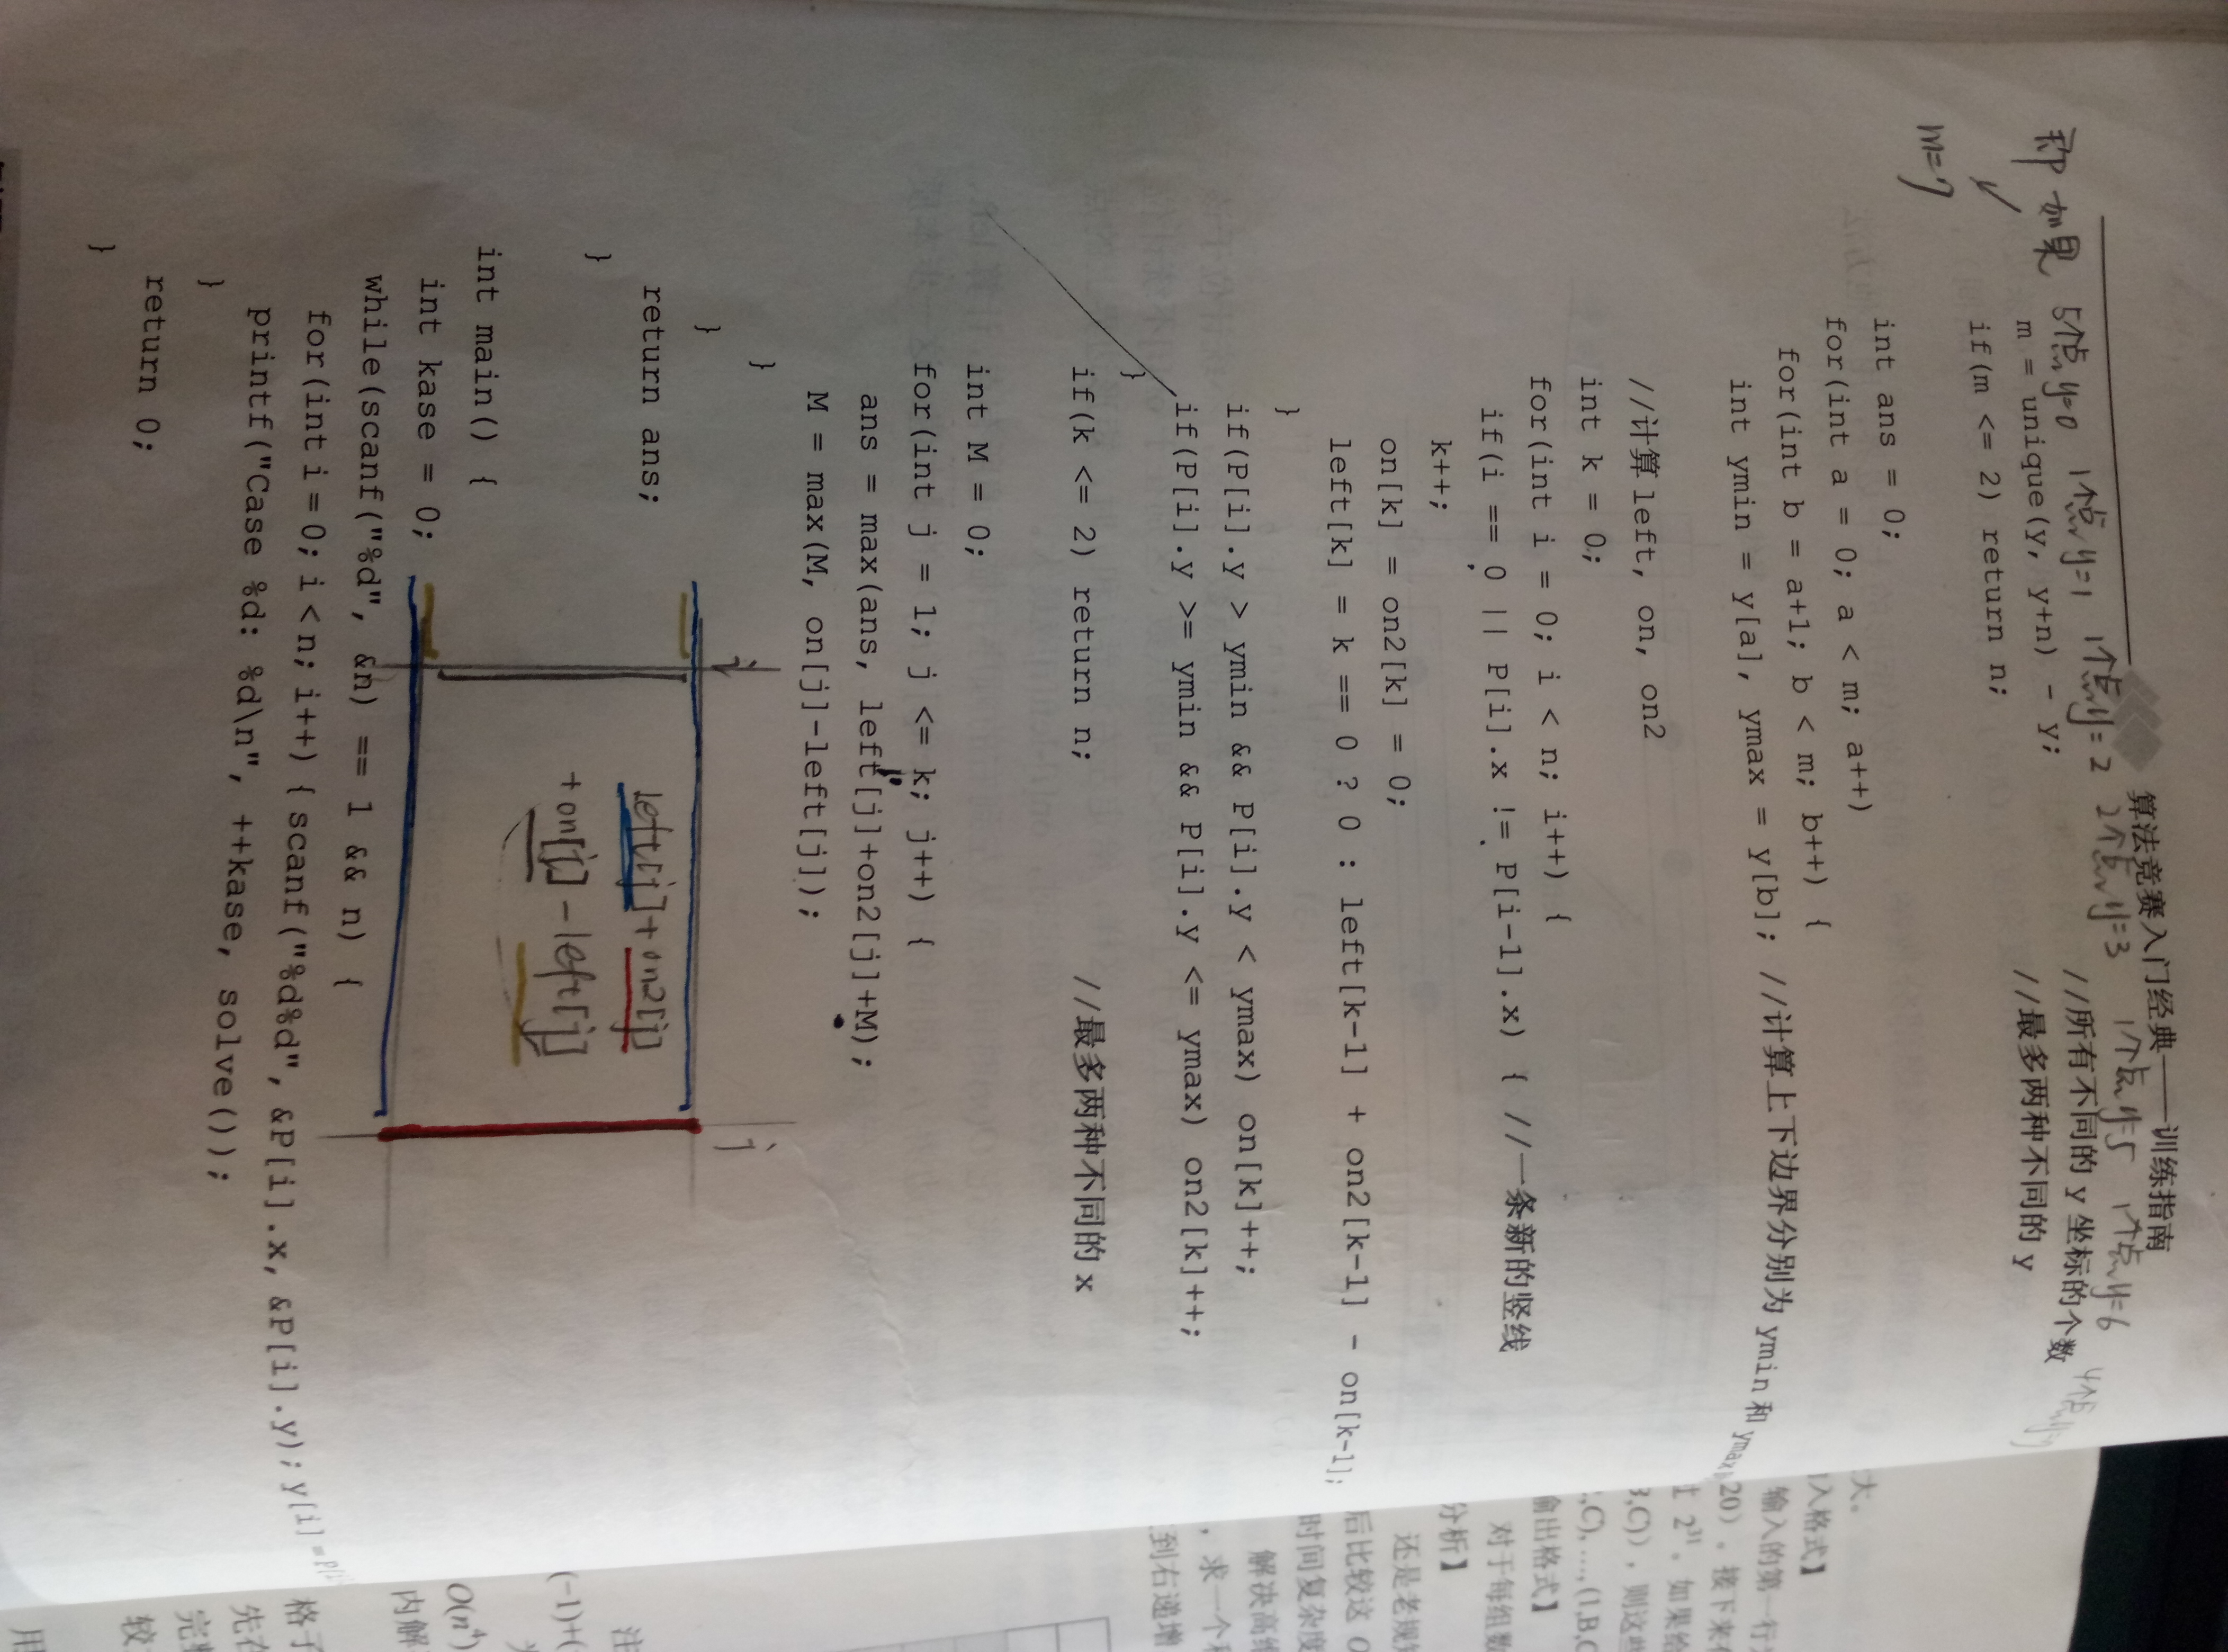 算法竞赛入门经典——训练指南
即 如果 5个点y=0 1个点y=1 1个点y=2 2个点y=3 1个点y=5 1个点y=6 4个点
m=7
m = unique(y, y+n) - y; //所有不同的 y 坐标的个数
if(m <= 2) return n; //最多两种不同的 y
int ans = 0;
for(int a = 0; a < m; a++)
for(int b = a+1; b < m; b++) {
int ymin = y[a], ymax = y[b]; //计算上下边界分别为 ymin 和 ymax
//计算 left, on, on2
int k = 0;
for(int i = 0; i < n; i++) {
if(i == 0 || P[i].x != P[i-1].x) { //一条新的竖线
k++;
on[k] = on2[k] = 0;
left[k] = k == 0 ? 0 : left[k-1] + on2[k-1] - on[k-1];
}
if(P[i].y > ymin && P[i].y < ymax) on[k]++;
if(P[i].y >= ymin && P[i].y <= ymax) on2[k]++;
}
if(k <= 2) return n; //最多两种不同的 x
int M = 0;
for(int j = 1; j <= k; j++) {
ans = max(ans, left[j]+on2[j]+M);
M = max(M, on[j]-left[j]);
}
}
return ans;
}
i
j
left[j]+on2[j]
+on[j]-left[j]
int main() {
int kase = 0;
while(scanf("%d", &n) == 1 && n) {
for(int i = 0; i < n; i++) { scanf("%d%d", &P[i].x, &P[i].y); y[i] = P[i
printf("Case %d: %d\n", ++kase, solve());
}
return 0;
}
大。
入格式】
输入的第一行
20）。接下来
2³¹。如果给
,C)），则这些
,C), …, (1,B,C
输出格式】
对于每组数
分析】
还是老规
后比较这 O
时间复杂度
解决高维
，求一个
到右递增
注
(-1)+(
O(n⁴)
内解
格子
先在
完整
较
用